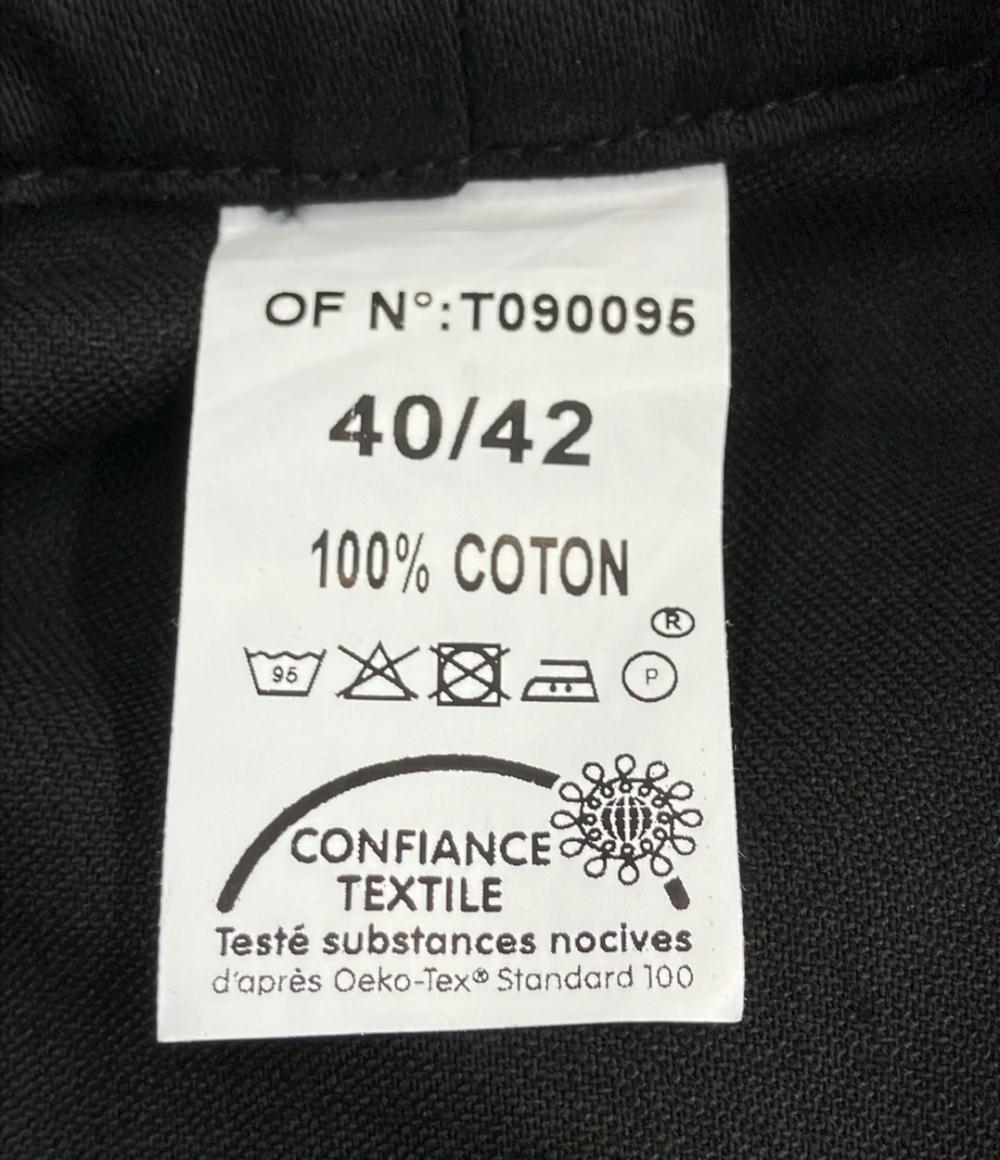 OF N°:T090095
40/42
100% COTON
®
95 P
CONFIANCE
TEXTILE
Testé substances nocives
d'après Oeko-Tex® Standard 100